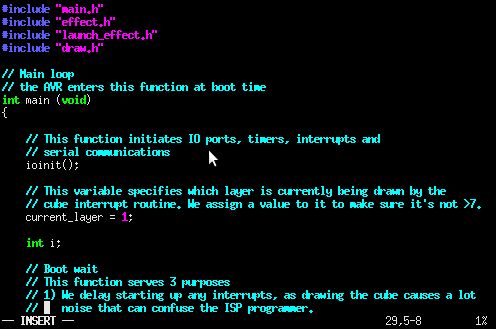 #include "main.h"
#include "effect.h"
#include "launch_effect.h"
#include "draw.h"
// Main loop
// the AVR enters this function at boot time
int main (void)
{
// This function initiates IO ports, timers, interrupts and
// serial communications
ioinit();
// This variable specifies which layer is currently being drawn by the
// cube interrupt routine. We assign a value to it to make sure it's not >7.
current_layer = 1;
int i;
// Boot wait
// This function serves 3 purposes
// 1) We delay starting up any interrupts, as drawing the cube causes a lot
// noise that can confuse the ISP programmer.
-- INSERT -- 29,5-8 1%